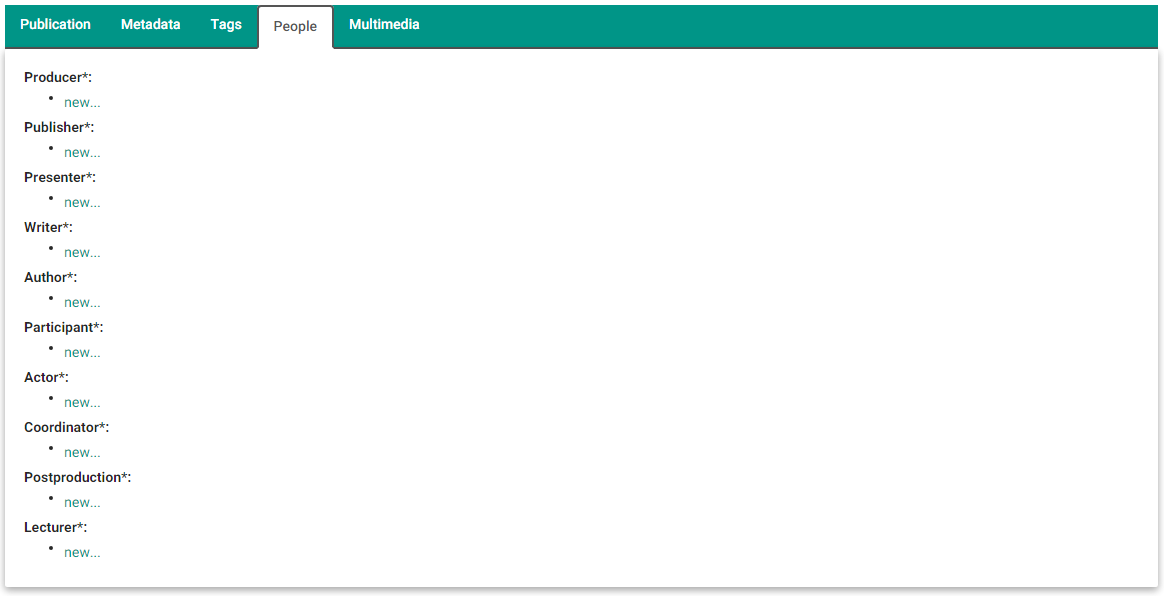 Publication Metadata Tags People Multimedia
Producer*:
• new...
Publisher*:
• new...
Presenter*:
• new...
Writer*:
• new...
Author*:
• new...
Participant*:
• new...
Actor*:
• new...
Coordinator*:
• new...
Postproduction*:
• new...
Lecturer*:
• new...